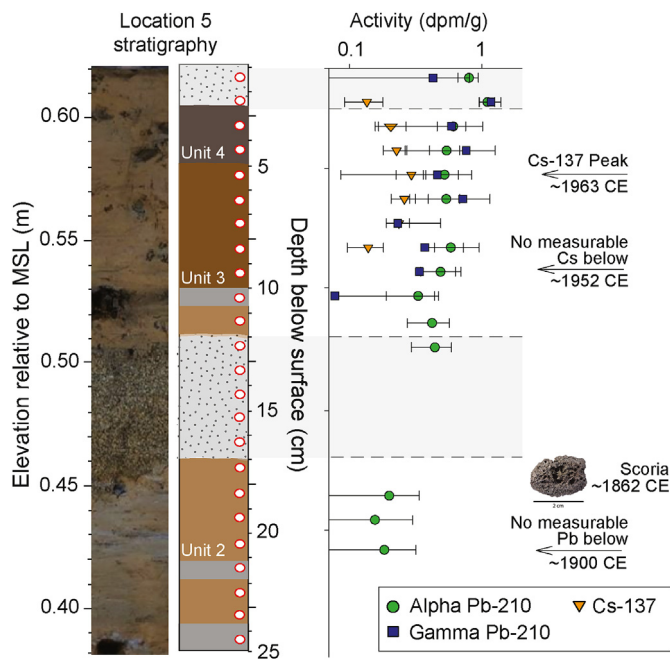 Location 5
stratigraphy
Activity (dpm/g)
0.1
1
Elevation relative to MSL (m)
0.60
0.55
0.50
0.45
0.40
Unit 4
Unit 3
Unit 2
5
10
15
20
25
Depth below surface (cm)
Cs-137 Peak
~1963 CE
No measurable
Cs below
~1952 CE
Scoria
~1862 CE
2 cm
No measurable
Pb below
~1900 CE
Alpha Pb-210
Cs-137
Gamma Pb-210